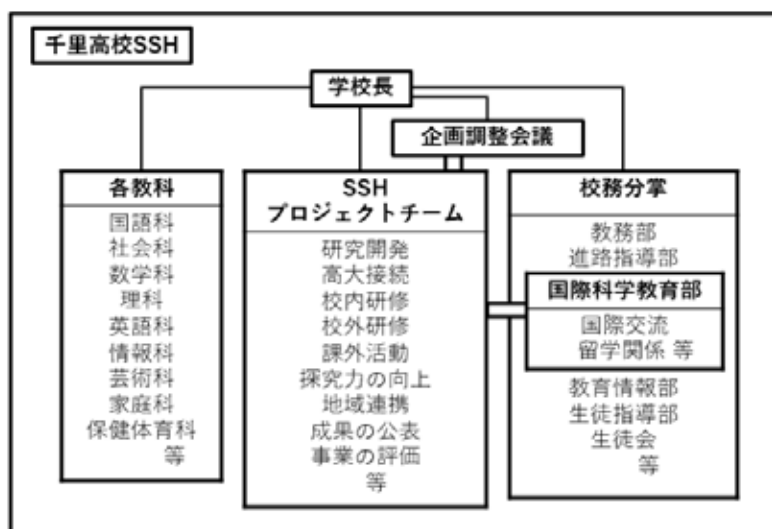 千里高校SSH
学校長
企画調整会議
各教科
国語科
社会科
数学科
理科
英語科
情報科
芸術科
家庭科
保健体育科
等
SSH
プロジェクトチーム
研究開発
高大接続
校内研修
校外研修
課外活動
探究力の向上
地域連携
成果の公表
事業の評価
等
校務分掌
教務部
進路指導部
国際科学教育部
国際交流
留学関係 等
教育情報部
生徒指導部
生徒会
等